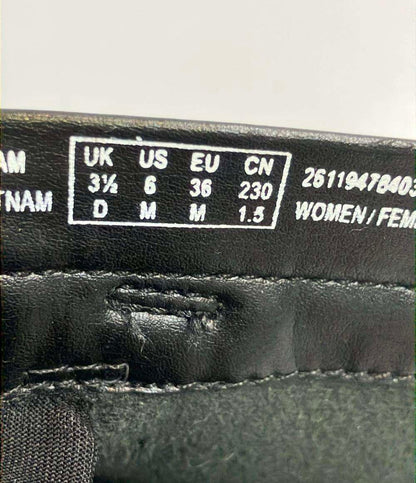 AM
TNAM
UK US EU CN
3½ 6 36 230
D M M 1.5
26119478403
WOMEN/FEM